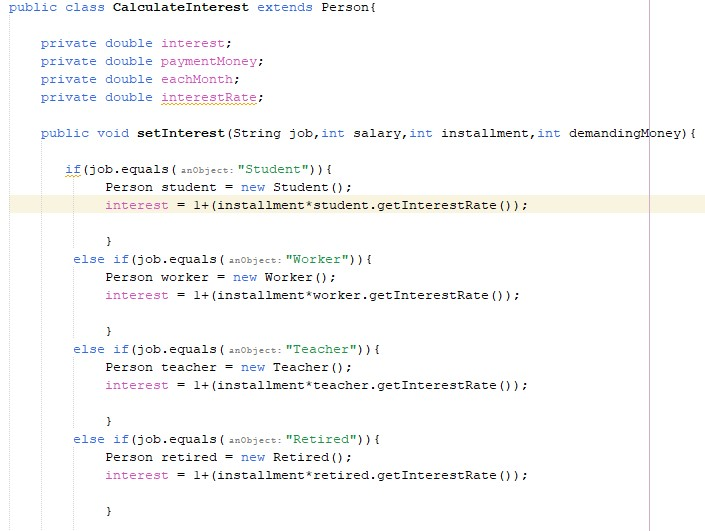 public class CalculateInterest extends Person{
private double interest;
private double paymentMoney;
private double eachMonth;
private double interestRate;
public void setInterest(String job,int salary,int installment,int demandingMoney){
if(job.equals( anObject: "Student")){
Person student = new Student();
interest = 1+(installment*student.getInterestRate());
}
else if(job.equals( anObject: "Worker")){
Person worker = new Worker();
interest = 1+(installment*worker.getInterestRate());
}
else if(job.equals( anObject: "Teacher")){
Person teacher = new Teacher();
interest = 1+(installment*teacher.getInterestRate());
}
else if(job.equals( anObject: "Retired")){
Person retired = new Retired();
interest = 1+(installment*retired.getInterestRate());
}